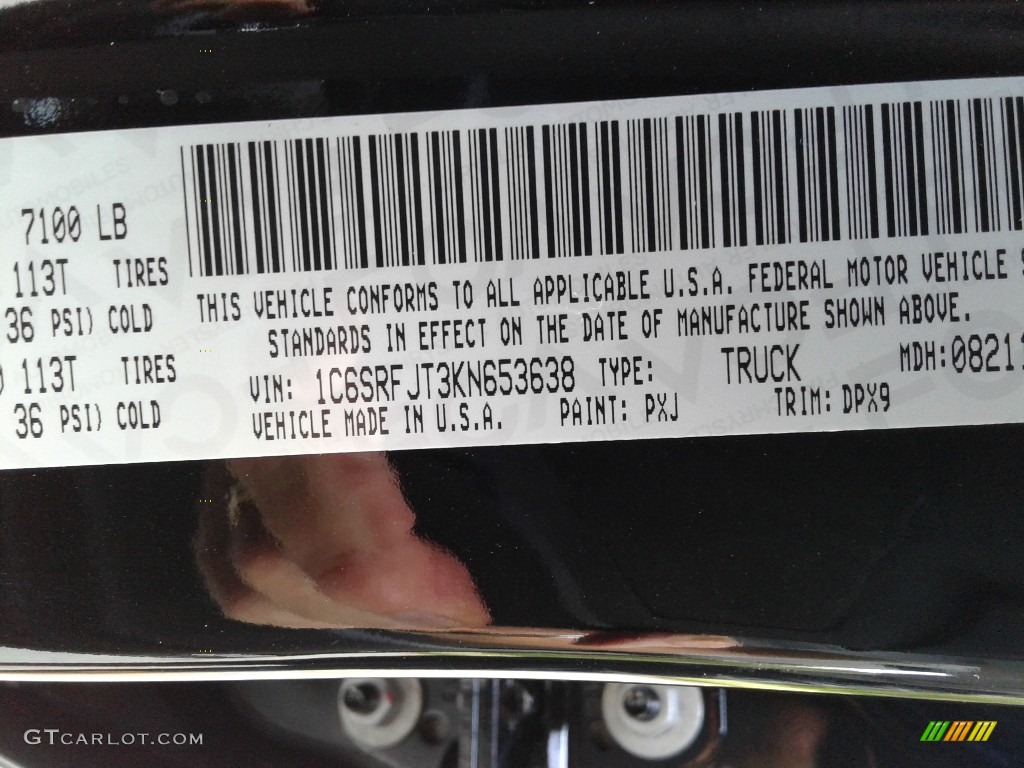 7100 LB
113T TIRES
36 PSI) COLD
113T TIRES
36 PSI) COLD
THIS VEHICLE CONFORMS TO ALL APPLICABLE U.S.A. FEDERAL MOTOR VEHICLE
STANDARDS IN EFFECT ON THE DATE OF MANUFACTURE SHOWN ABOVE.
VIN: 1C6SRFJT3KN653638 TYPE: TRUCK MDH:08211
VEHICLE MADE IN U.S.A. PAINT: PXJ TRIM: DPX9
GTCARLOT.COM